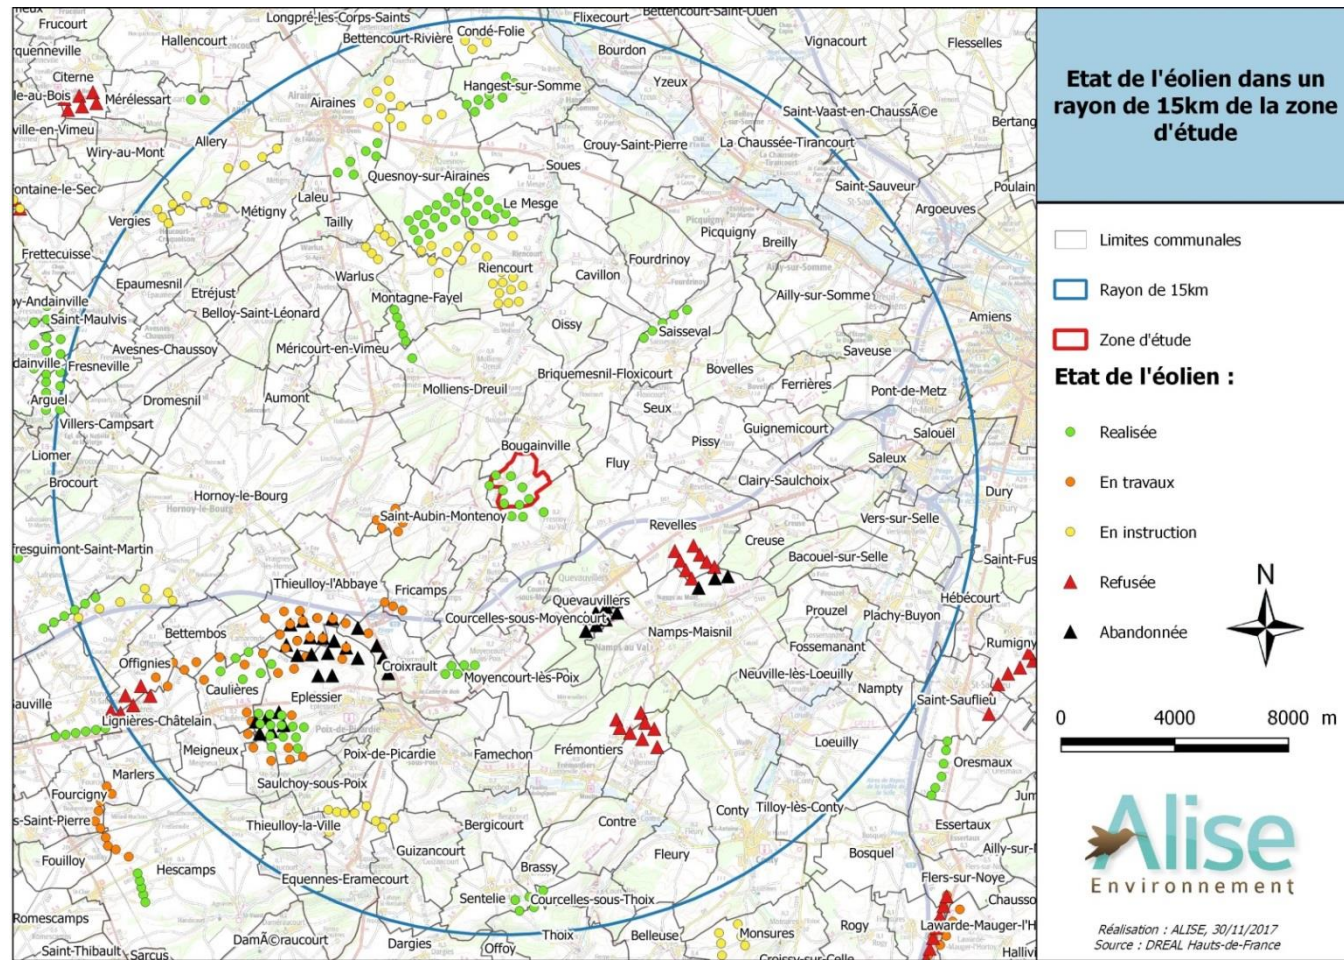 Longpré-les-Corps-Saints
Flixecourt
Bettencourt-Saint-Ouen
Frucourt
Hallencourt
Bettencourt-Rivière
Condé-Folie
Bourdon
Vignacourt
Flesselles
Citerne
Mérélessart
Airaines
Hangest-sur-Somme
Yzeux
Saint-Vaast-en-ChaussÃ©e
Bertang
ville-en-Vimeu
Wiry-au-Mont
Allery
Crouy-Saint-Pierre
La Chaussée-Tirancourt
Soues
Quesnoy-sur-Airaines
Saint-Sauveur
Poulain
Laleu
Le Mesge
Argoeuves
Vergies
Métigny
Tailly
Picquigny
Breilly
Frettecuisse
Riencourt
Fourdrinoy
Cavillon
Warlus
Epaumesnil
Etréjust
Montagne-Fayel
Ailly-sur-Somme
Saint-Maulvis
Belloy-Saint-Léonard
Oissy
Saisseval
Amiens
Avesnes-Chaussoy
Méricourt-en-Vimeu
Saveuse
Fresneville
Briquemesnil-Floxicourt
Bovelles
Ferrières
Molliens-Dreuil
Pont-de-Metz
Arguel
Dromesnil
Aumont
Seux
Villers-Campsart
Guignemicourt
Salouël
Liomer
Bougainville
Pissy
Saleux
Brocourt
Fluy
Clairy-Saulchoix
Hornoy-le-Bourg
Dury
Saint-Aubin-Montenoy
Vers-sur-Selle
Revelles
Creuse
Fresguimont-Saint-Martin
Bacouel-sur-Selle
Saint-Fus
Thieulloy-l'Abbaye
Fricamps
Quevauvillers
Hébécourt
Prouzel
Plachy-Buyon
Courcelles-sous-Moyencourt
Bettembos
Namps-Maisnil
Fossemanant
Rumigny
Offignies
Croixrault
Moyencourt-lès-Poix
Neuville-lès-Loeuilly
Nampty
Caulières
Eplessier
Saint-Sauflieu
Lignières-Châtelain
Loeuilly
Meigneux
Poix-de-Picardie
Famechon
Frémontiers
Oresmaux
Marlers
Saulchoy-sous-Poix
Fourcigny
Conty
Tilloy-lès-Conty
s-Saint-Pierre
Thieulloy-la-Ville
Bergicourt
Contre
Essertaux
Fouilloy
Guizancourt
Fleury
Bosquel
Hescamps
Brassy
Equennes-Eramecourt
Flers-sur-Noye
Sentelie
Courcelles-sous-Thoix
Chausso
Romescamps
Lawarde-Mauger-l'H
DamÃ©raucourt
Thoix
Belleuse
Monsures
Rogy
Saint-Thibault
Sarcus
Dargies
Offoy
Croissy-sur-Celle
Hallivi
Etat de l'éolien dans un
rayon de 15km de la zone
d'étude
Limites communales
Rayon de 15km
Zone d'étude
Etat de l'éolien :
Realisée
En travaux
En instruction
Refusée
Abandonnée
N
0 4000 8000 m
Alise
Environnement
Réalisation : ALISE, 30/11/2017
Source : DREAL Hauts-de-France